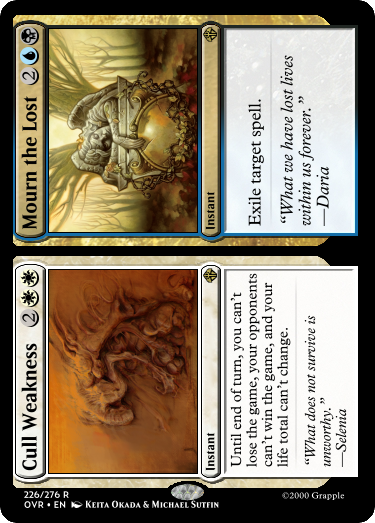 Cull Weakness 2
Instant
Until end of turn, you can't
lose the game, your opponents
can't win the game, and your
life total can't change.
"What does not survive is
unworthy."
—Selenia
Mourn the Lost 2
Instant
Exile target spell.
"What we have lost lives
within us forever."
—Daria
226/276 R
OVR • EN Keita Okada & Michael Sutfin
©2000 Grapple